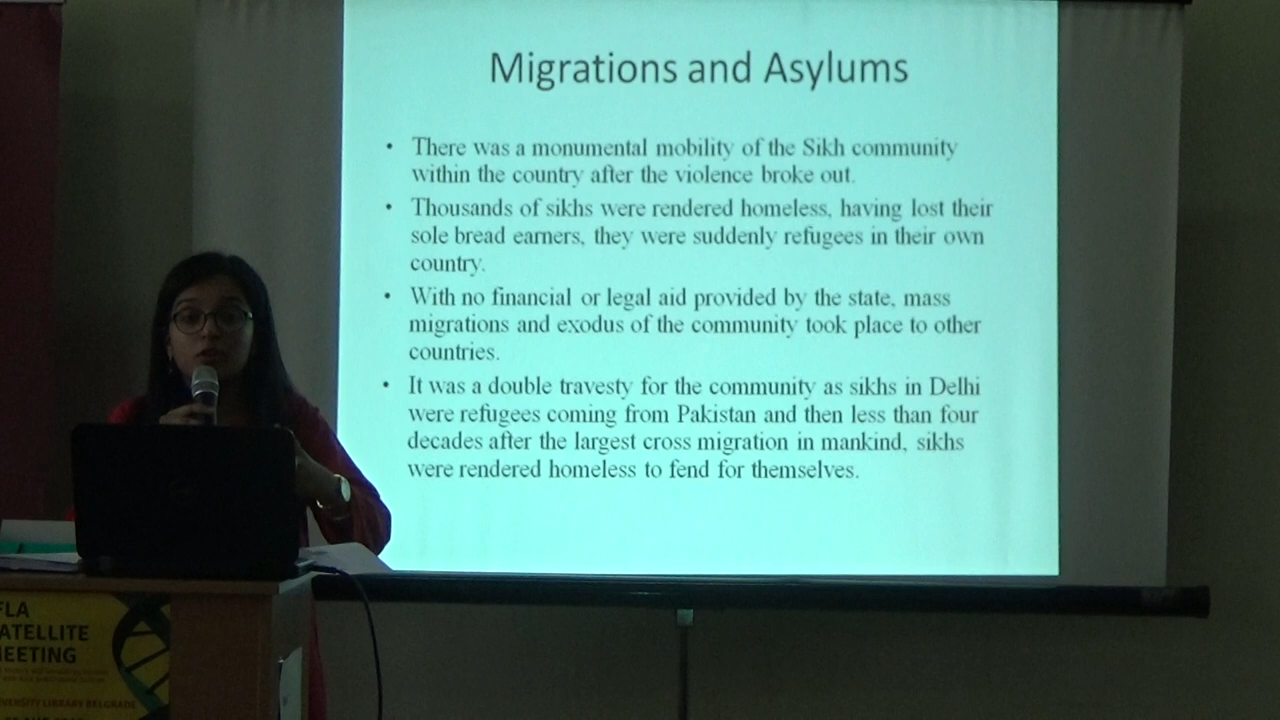 Migrations and Asylums
• There was a monumental mobility of the Sikh community
within the country after the violence broke out.
• Thousands of sikhs were rendered homeless, having lost their
sole bread earners, they were suddenly refugees in their own
country.
• With no financial or legal aid provided by the state, mass
migrations and exodus of the community took place to other
countries.
• It was a double travesty for the community as sikhs in Delhi
were refugees coming from Pakistan and then less than four
decades after the largest cross migration in mankind, sikhs
were rendered homeless to fend for themselves.
FLA
ATELLITE
EETING
VERSITY LIBRARY BELGRADE